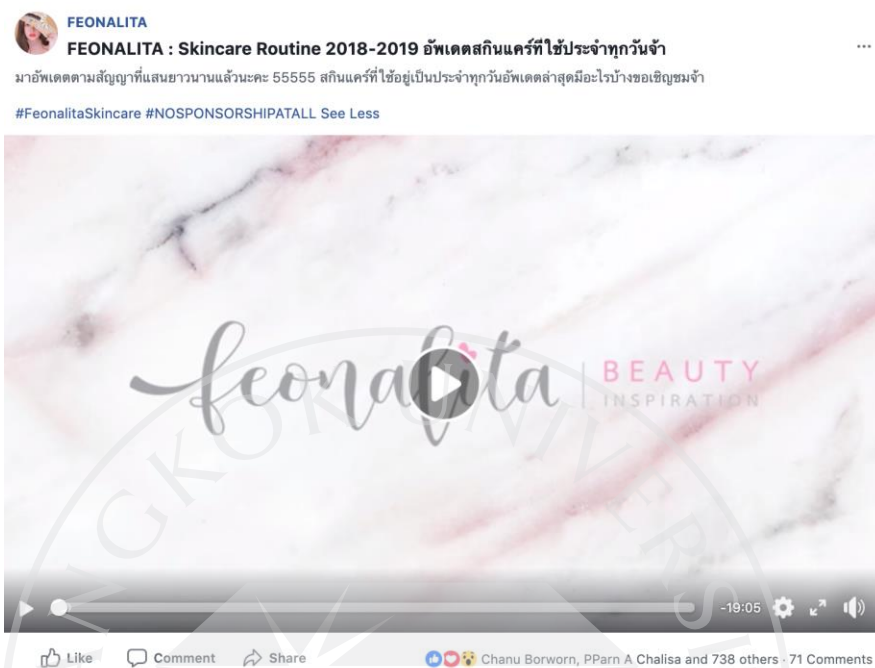 FEONALITA
FEONALITA : Skincare Routine 2018-2019 อัพเดตสกินแคร์ที่ใช้ประจำทุกวันจ้า
มาอัพเดตตามสัญญาที่แสนยาวนานแล้วนะคะ 55555 สกินแคร์ที่ใช้อยู่เป็นประจำทุกวันอัพเดตล่าสุดมีอะไรบ้างขอเชิญชมจ้า
#FeonalitaSkincare #NOSPONSORSHIPATALL See Less
feonalita | BEAUTY
INSPIRATION
NGKOK UNIVERSI
-19:05
Like Comment Share Chanu Borworn, PParn A Chalisa and 738 others · 71 Comments